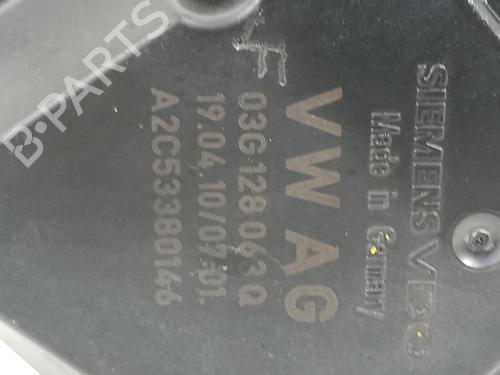 SIEMENS VDO
Made in Germany
VW AG
03G 128 063 Q
19.04.10/07:01.
A2C53380146
B-PARTS